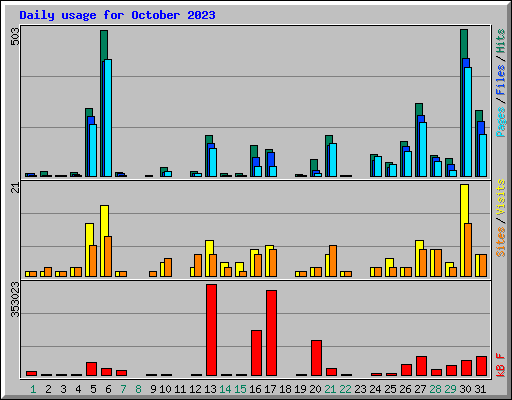 Daily usage for October 2023
503
Pages / Files / Hits
21
Sites / Visits
353023
kB F
1 2 3 4 5 6 7 8 9 10 11 12 13 14 15 16 17 18 19 20 21 22 23 24 25 26 27 28 29 30 31